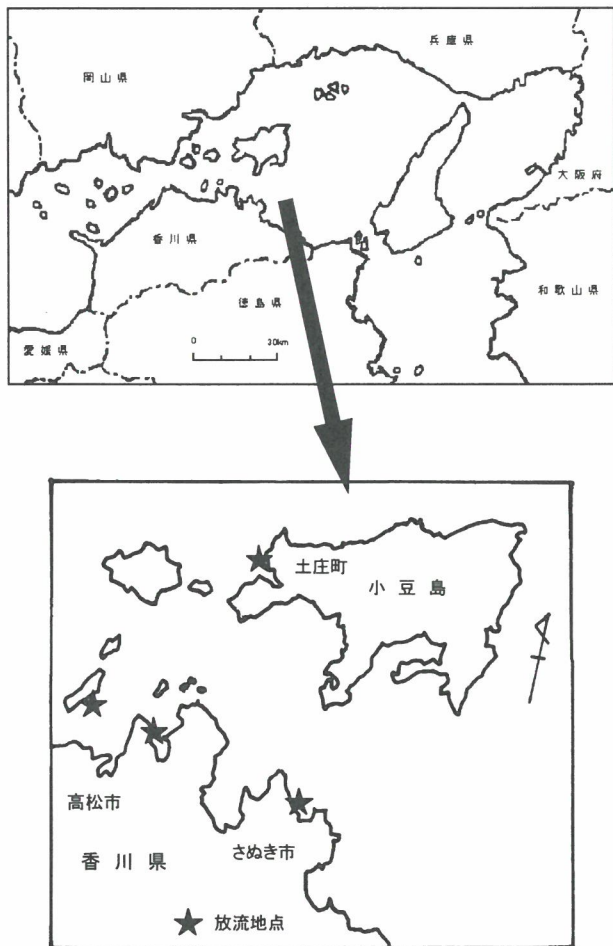 兵庫県
岡山県
大阪府
香川県
和歌山県
徳島県
愛媛県
0 30km
土庄町
小豆島
高松市
さぬき市
香川県
放流地点